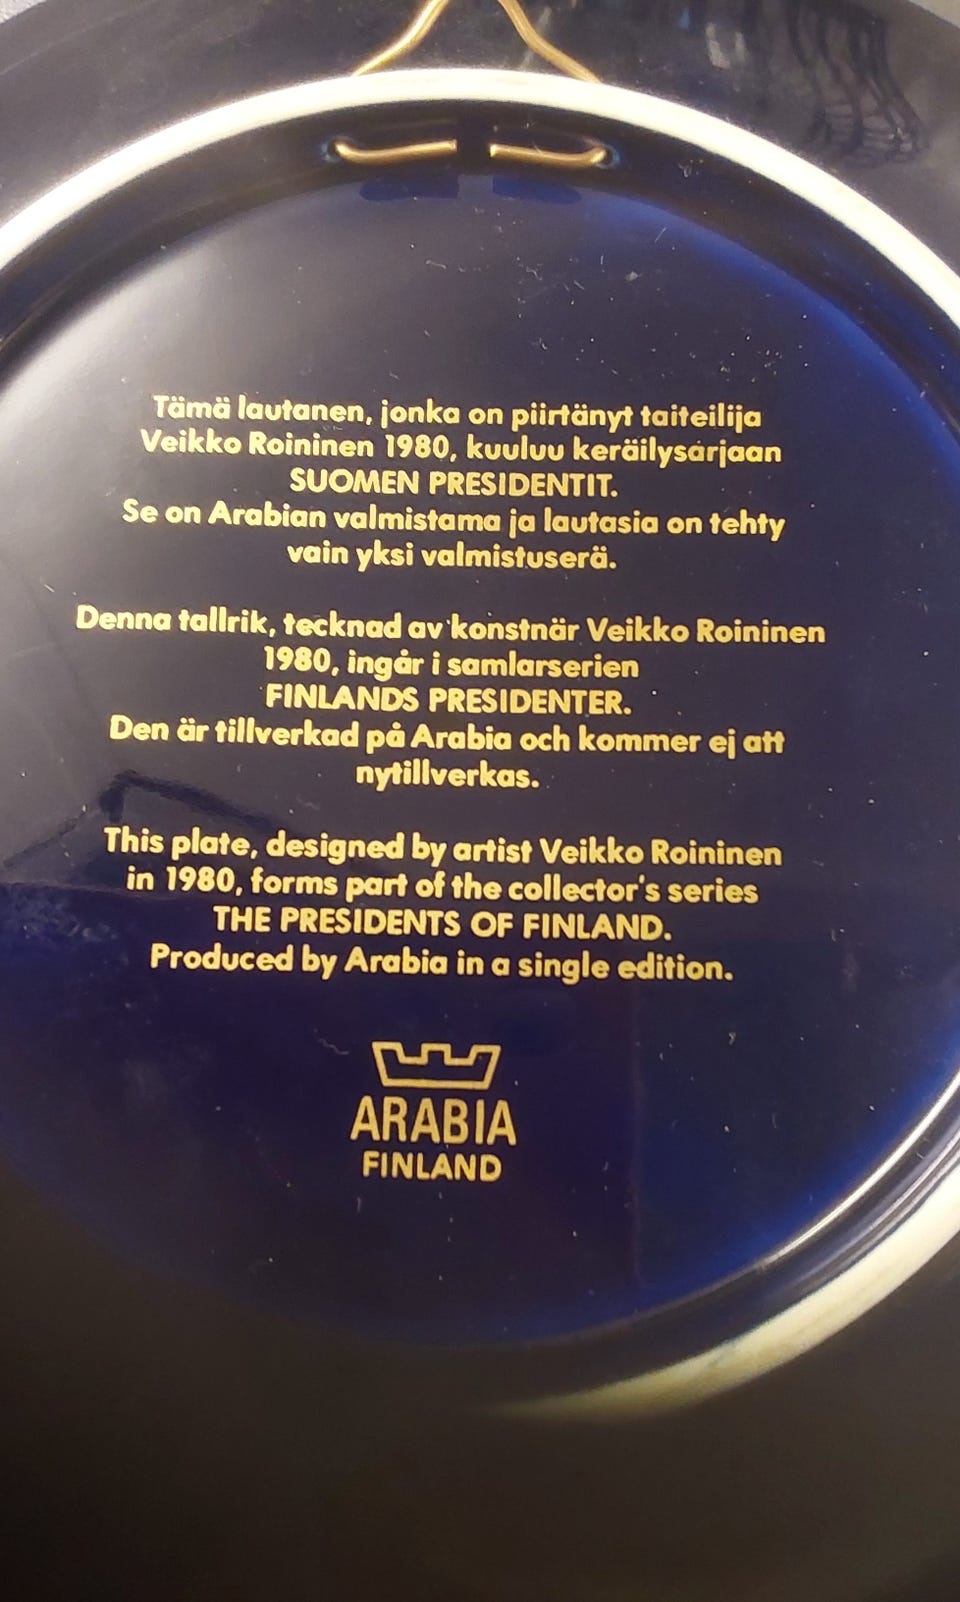 Tämä lautanen, jonka on piirtänyt taiteilija
Veikko Roininen 1980, kuuluu keräilysarjaan
SUOMEN PRESIDENTIT.
Se on Arabian valmistama ja lautasia on tehty
vain yksi valmistuserä.
Denna tallrik, tecknad av konstnär Veikko Roininen
1980, ingår i samlarserien
FINLANDS PRESIDENTER.
Den är tillverkad på Arabia och kommer ej att
nytillverkas.
This plate, designed by artist Veikko Roininen
in 1980, forms part of the collector's series
THE PRESIDENTS OF FINLAND.
Produced by Arabia in a single edition.
ARABIA
FINLAND